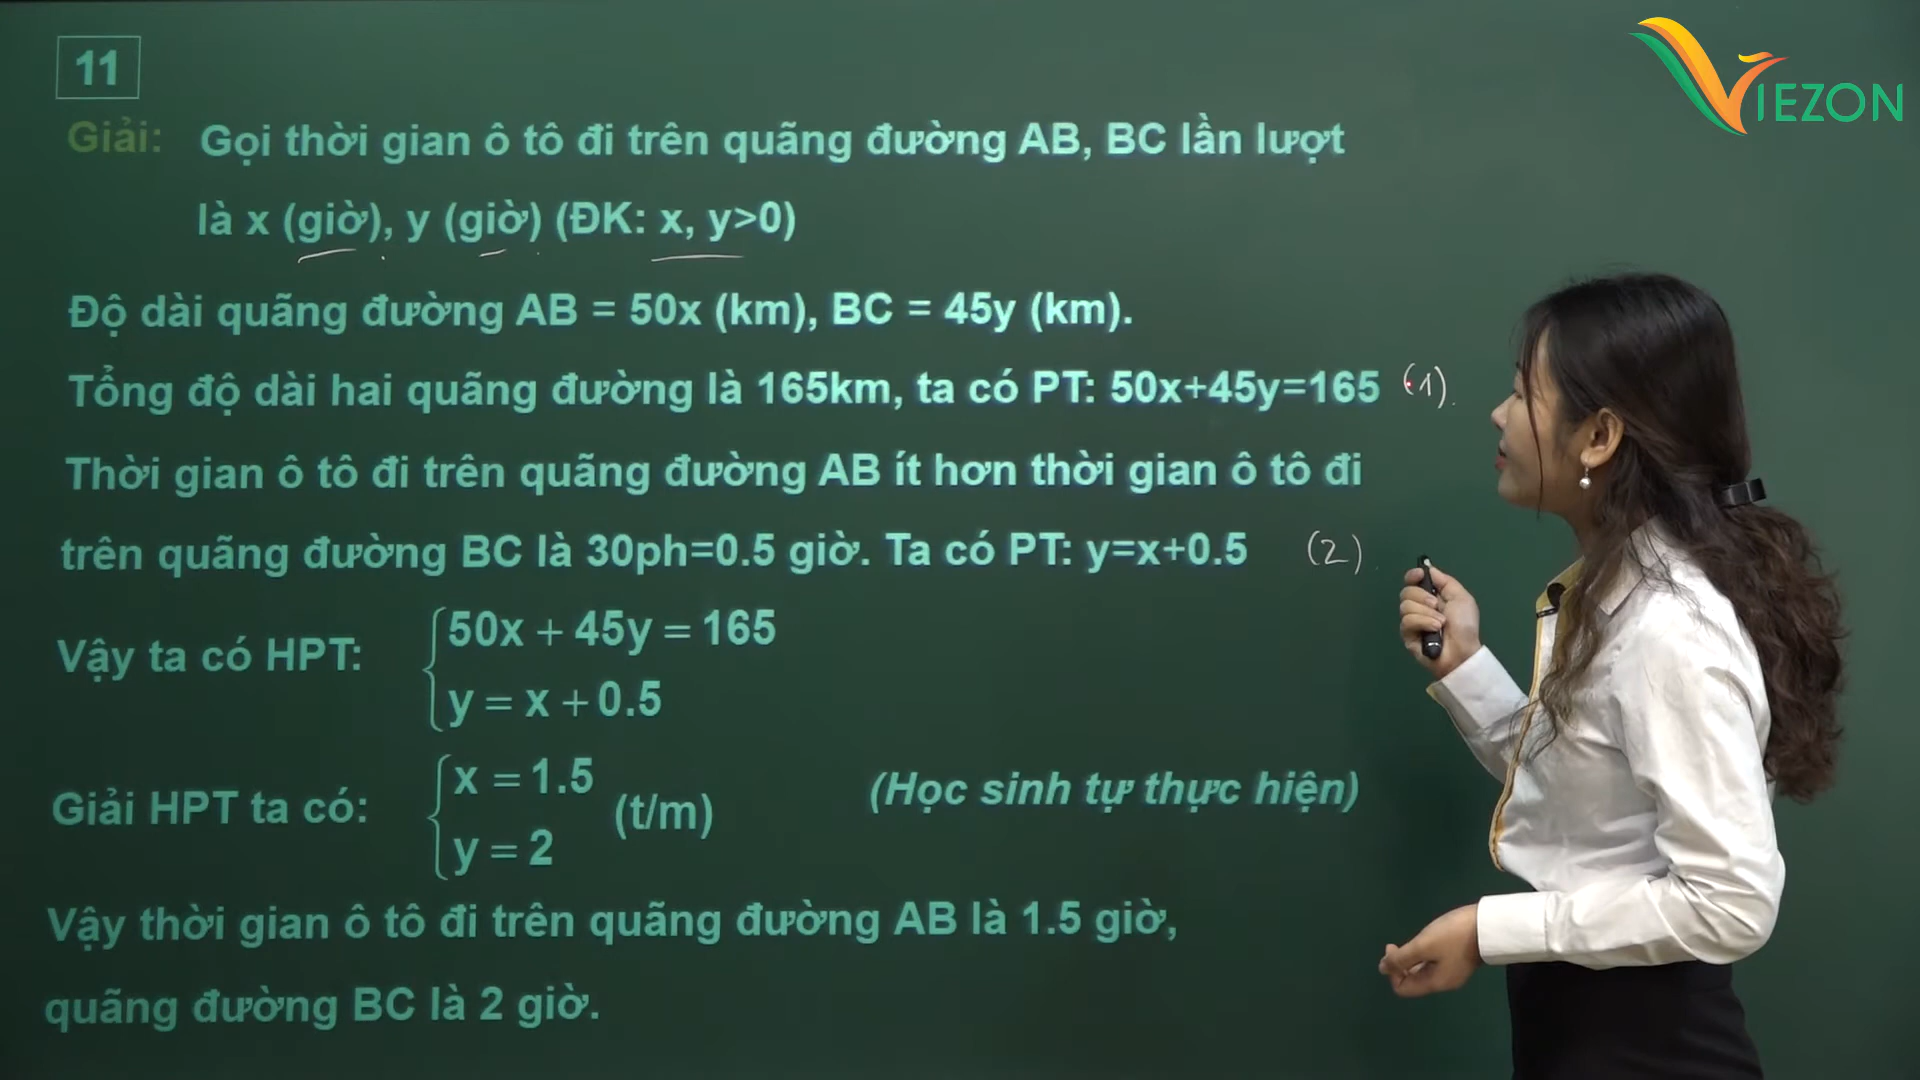 VIEZON
11
Giải: Gọi thời gian ô tô đi trên quãng đường AB, BC lần lượt
là x (giờ), y (giờ) (ĐK: x, y>0)
Độ dài quãng đường AB = 50x (km), BC = 45y (km).
Tổng độ dài hai quãng đường là 165km, ta có PT: 50x+45y=165 (1).
Thời gian ô tô đi trên quãng đường AB ít hơn thời gian ô tô đi
trên quãng đường BC là 30ph=0.5 giờ. Ta có PT: y=x+0.5 (2).
Vậy ta có HPT: { 50x + 45y = 165
y = x + 0.5
Giải HPT ta có: { x = 1.5 (t/m) (Học sinh tự thực hiện)
y = 2
Vậy thời gian ô tô đi trên quãng đường AB là 1.5 giờ,
quãng đường BC là 2 giờ.